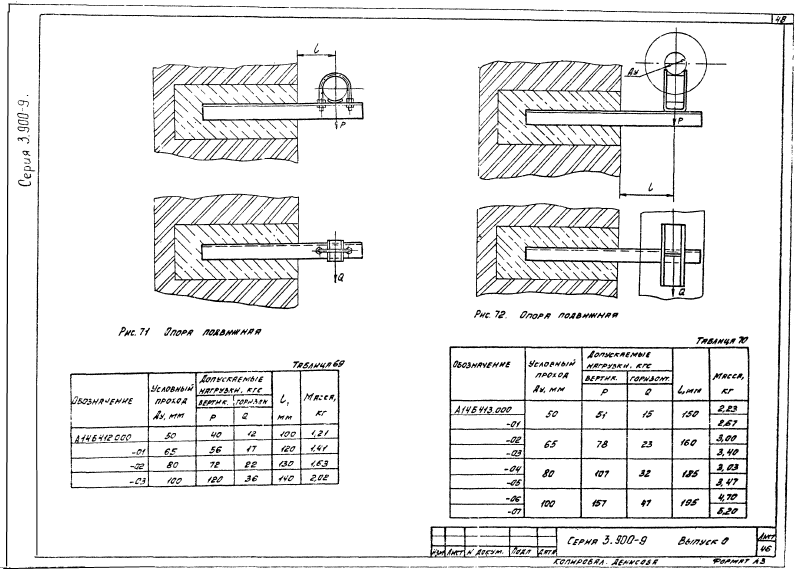 48
Серия 3.900-9.
L
P
Q
Рис. 71 Опора подвижная
Таблица 69
Обозначение | Условный проход Ду, мм | Допускаемые нагрузки, кгс | L, мм | Масса, кг
вертик. P | горизон Q
А14Б412.000 | 50 | 40 | 12 | 100 | 1,21
-01 | 65 | 56 | 17 | 120 | 1,41
-02 | 80 | 72 | 22 | 130 | 1,63
-03 | 100 | 120 | 36 | 140 | 2,02
Ду
P
L
Q
Рис. 72. Опора подвижная
Таблица 70
Обозначение | Условный проход Ду, мм | Допускаемые нагрузки, кгс | L, мм | Масса, кг
вертик. P | горизонт. Q
А14Б413.000 | 50 | 51 | 15 | 150 | 2,23
-01 | 2,67
-02 | 65 | 78 | 23 | 160 | 3,00
-03 | 3,40
-04 | 80 | 107 | 32 | 185 | 3,03
-05 | 3,47
-06 | 100 | 157 | 47 | 195 | 4,70
-07 | 5,20
Изм Лист N докум. Подп Дата
Серия 3.900-9 Выпуск 0
Лист
46
Копировал. Денисова Формат А3